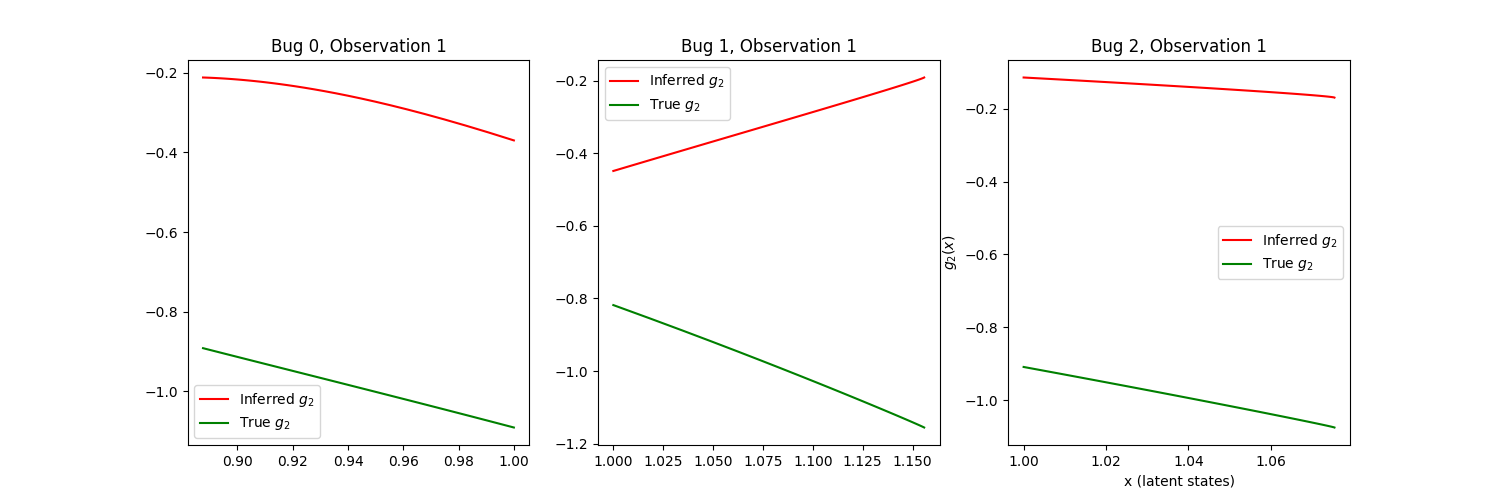 Bug 0, Observation 1
−0.2
−0.4
−0.6
−0.8
−1.0
Inferred g₂
True g₂
0.90 0.92 0.94 0.96 0.98 1.00
Bug 1, Observation 1
−0.2
−0.4
−0.6
−0.8
−1.0
−1.2
Inferred g₂
True g₂
1.000 1.025 1.050 1.075 1.100 1.125 1.150
Bug 2, Observation 1
g₂(x)
−0.2
−0.4
−0.6
−0.8
−1.0
Inferred g₂
True g₂
1.00 1.02 1.04 1.06
x (latent states)